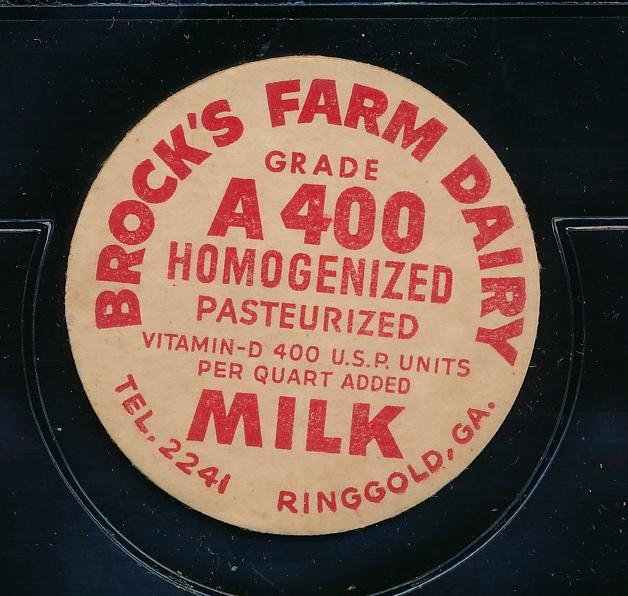 BROCK'S FARM DAIRY
GRADE
A 400
HOMOGENIZED
PASTEURIZED
VITAMIN-D 400 U.S.P. UNITS
PER QUART ADDED
MILK
TEL. 2241
RINGGOLD, GA.